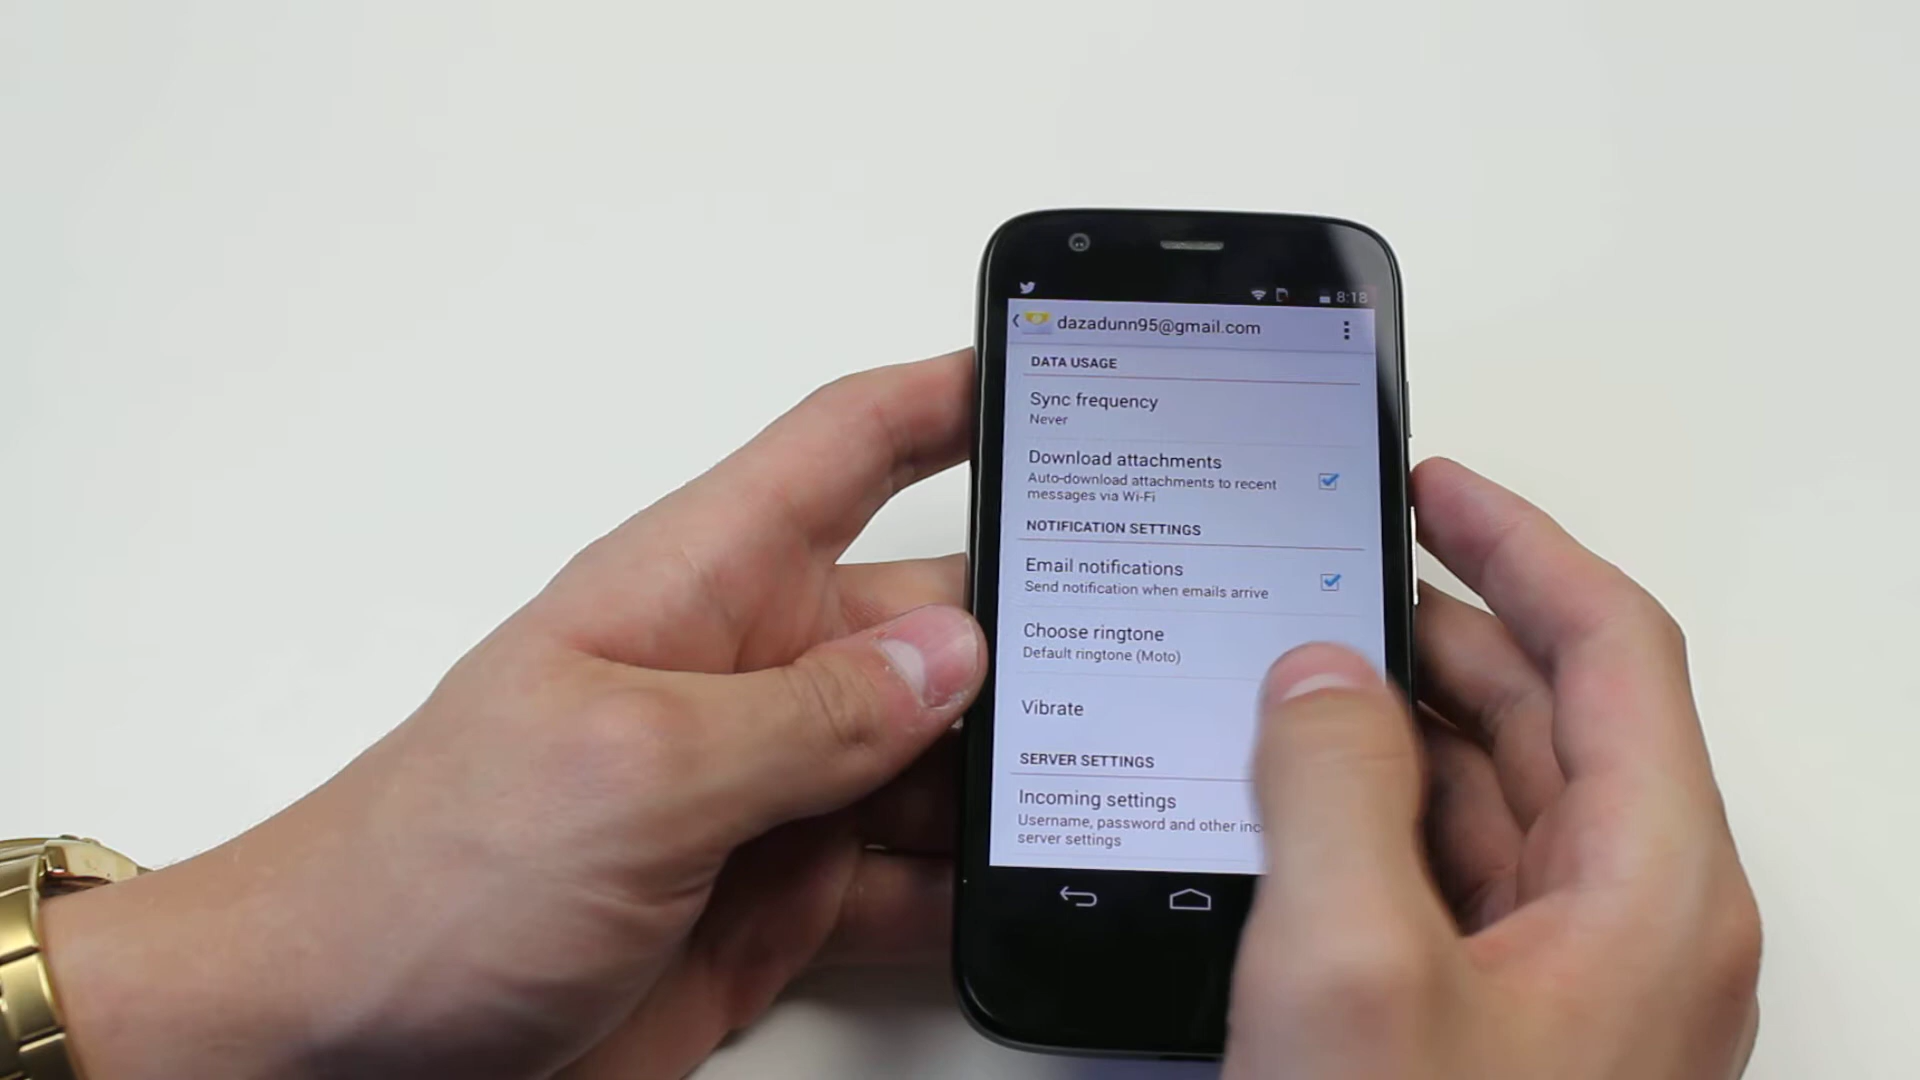 8:18
dazadunn95@gmail.com
DATA USAGE
Sync frequency
Never
Download attachments
Auto-download attachments to recent
messages via Wi-Fi
NOTIFICATION SETTINGS
Email notifications
Send notification when emails arrive
Choose ringtone
Default ringtone (Moto)
Vibrate
SERVER SETTINGS
Incoming settings
Username, password and other inc
server settings